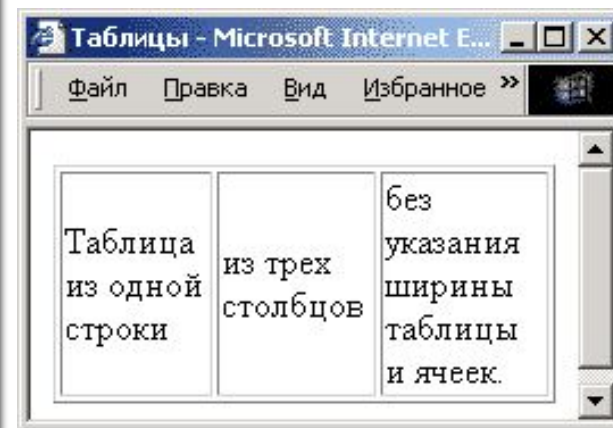 Таблицы - Microsoft Internet E...
Файл Правка Вид Избранное »
Таблица
из одной
строки
из трех
столбцов
без
указания
ширины
таблицы
и ячеек.